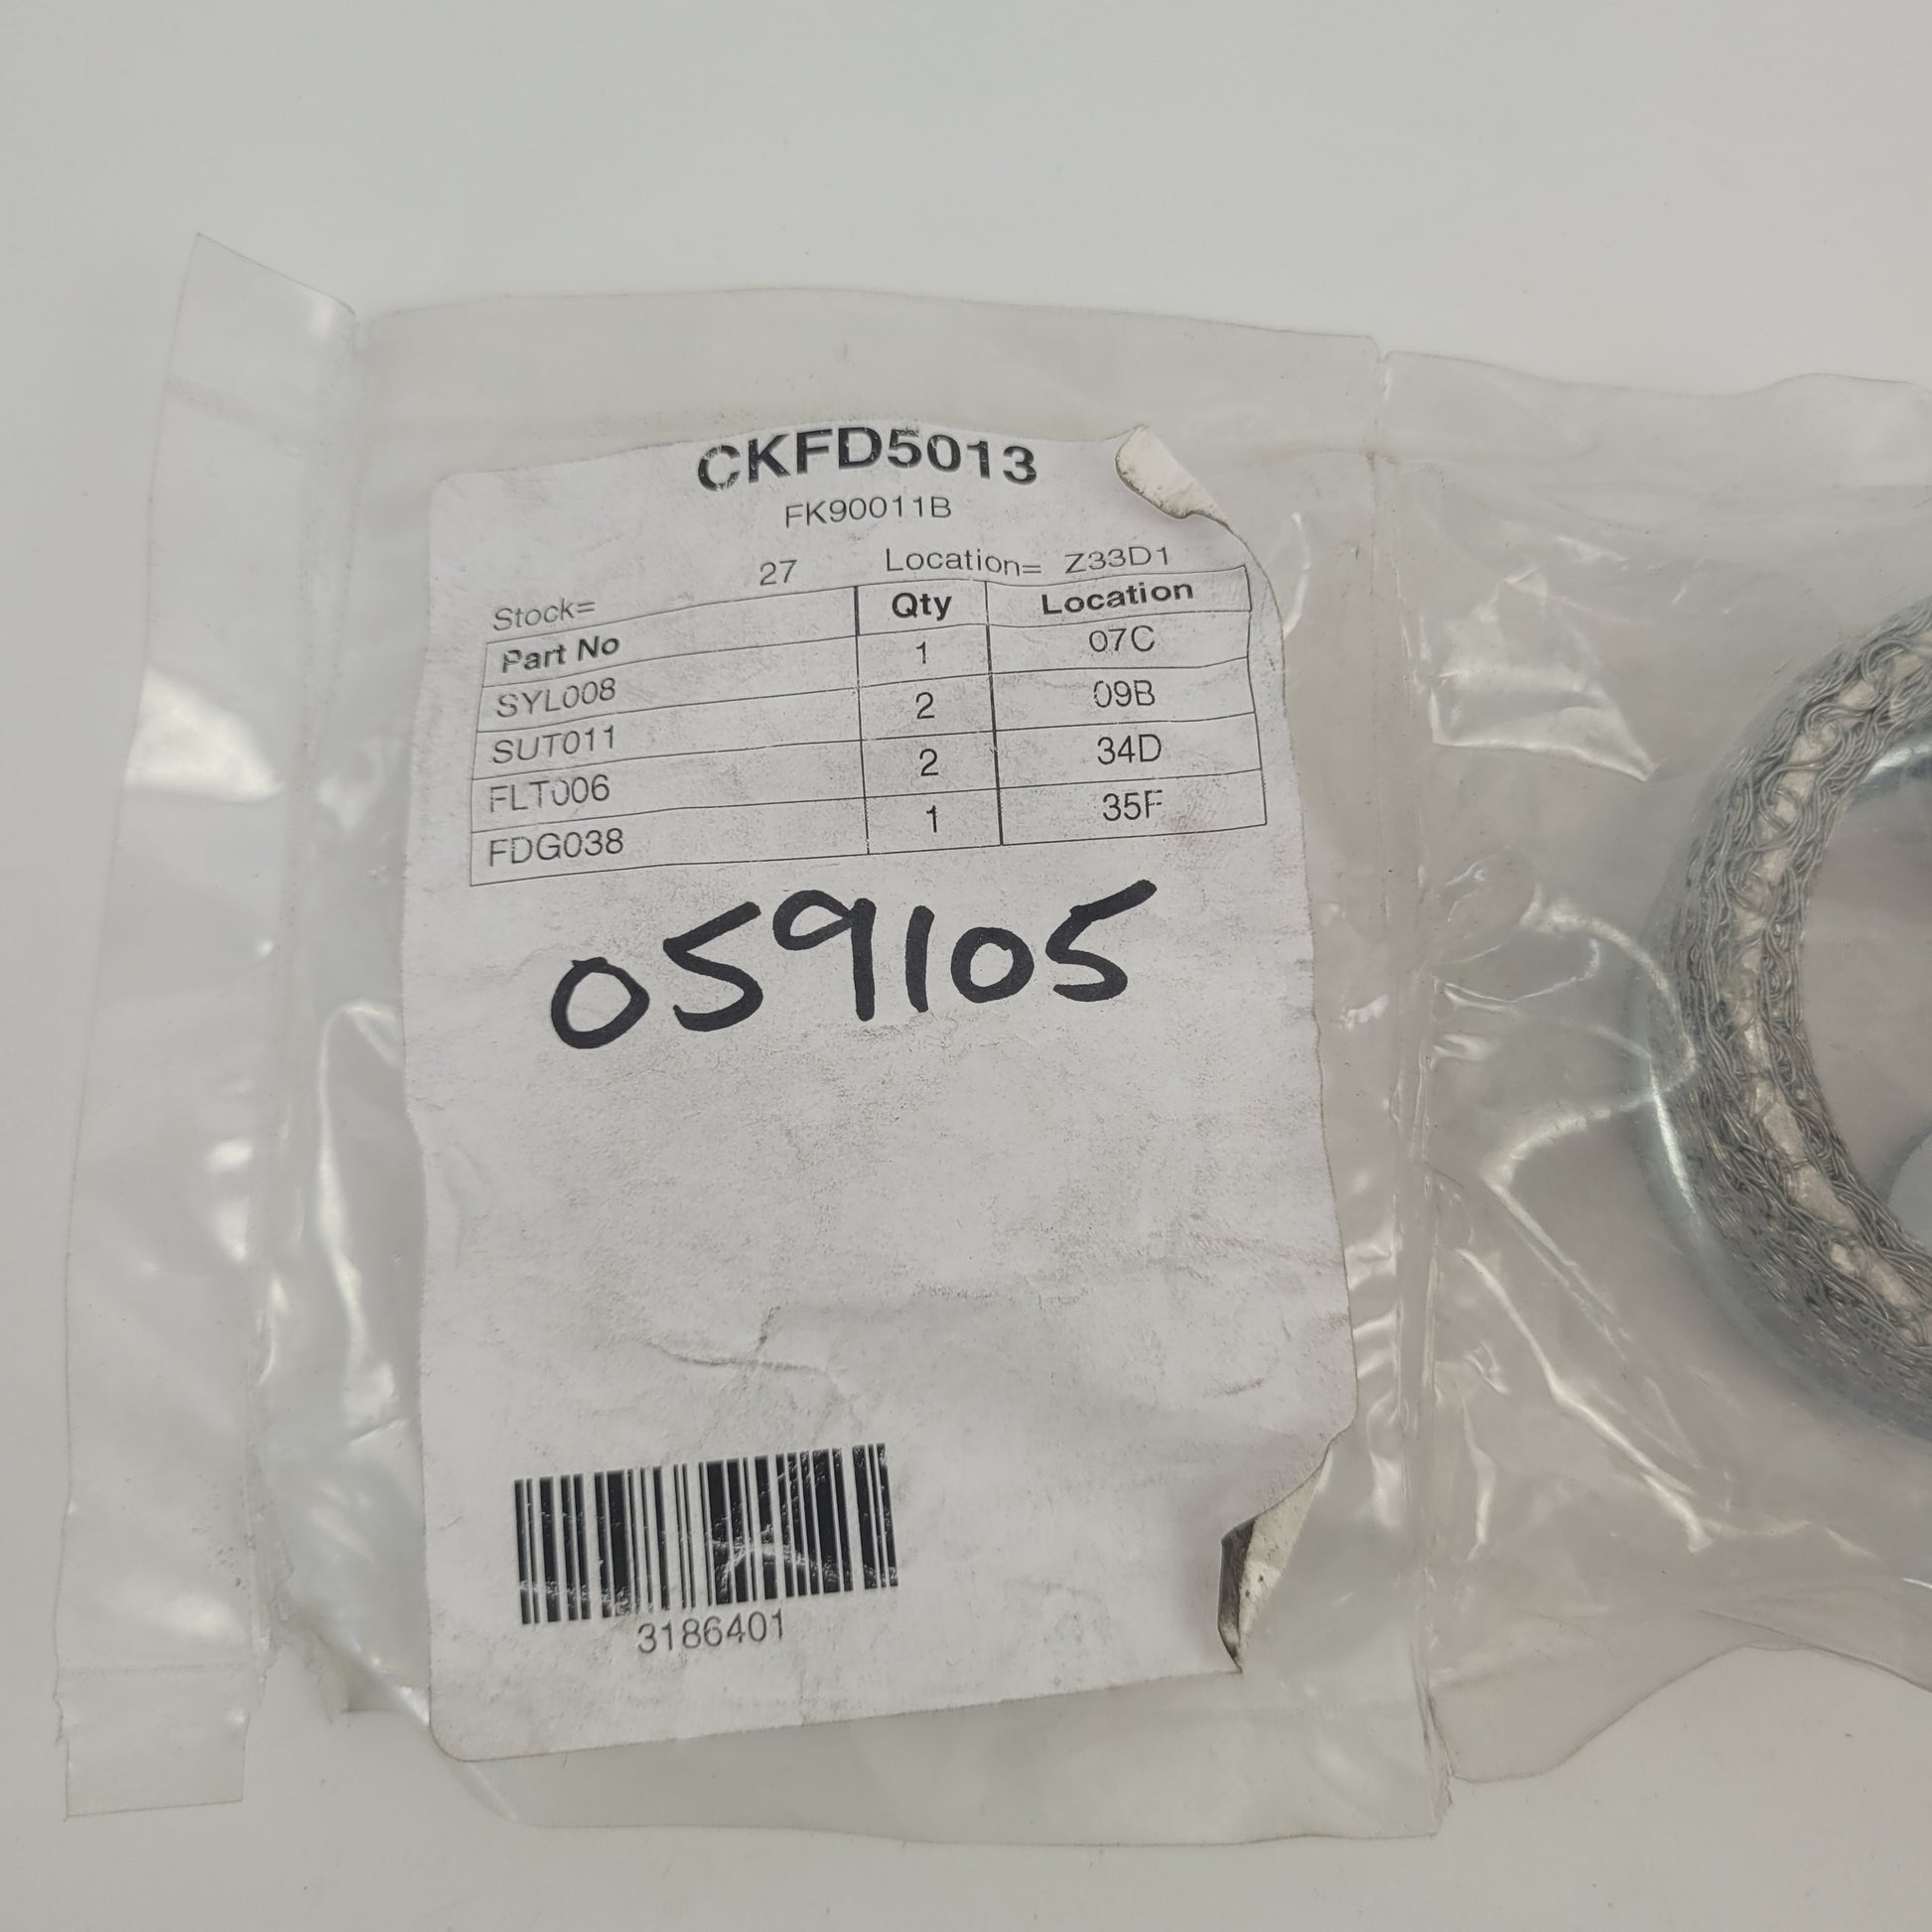 CKFD5013
FK90011B
Stock= 27 Location= Z33D1
Part No Qty Location
SYL008 1 07C
SUT011 2 09B
FLT006 2 34D
FDG038 1 35F
059105
3186401